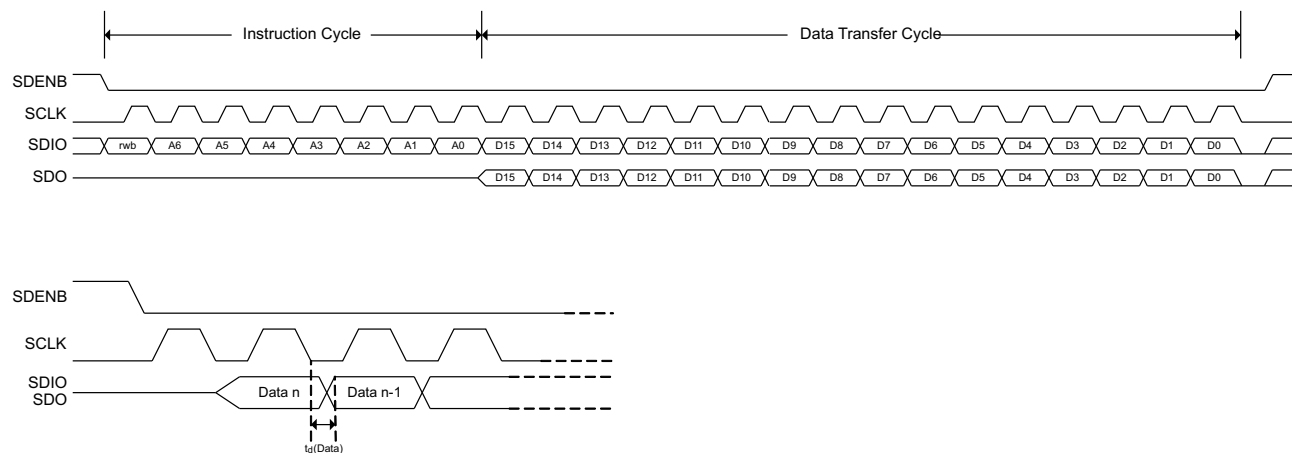 Instruction Cycle Data Transfer Cycle
SDENB
SCLK
SDIO rwb A6 A5 A4 A3 A2 A1 A0 D15 D14 D13 D12 D11 D10 D9 D8 D7 D6 D5 D4 D3 D2 D1 D0
SDO D15 D14 D13 D12 D11 D10 D9 D8 D7 D6 D5 D4 D3 D2 D1 D0
SDENB
SCLK
SDIO
SDO Data n Data n-1
td(Data)